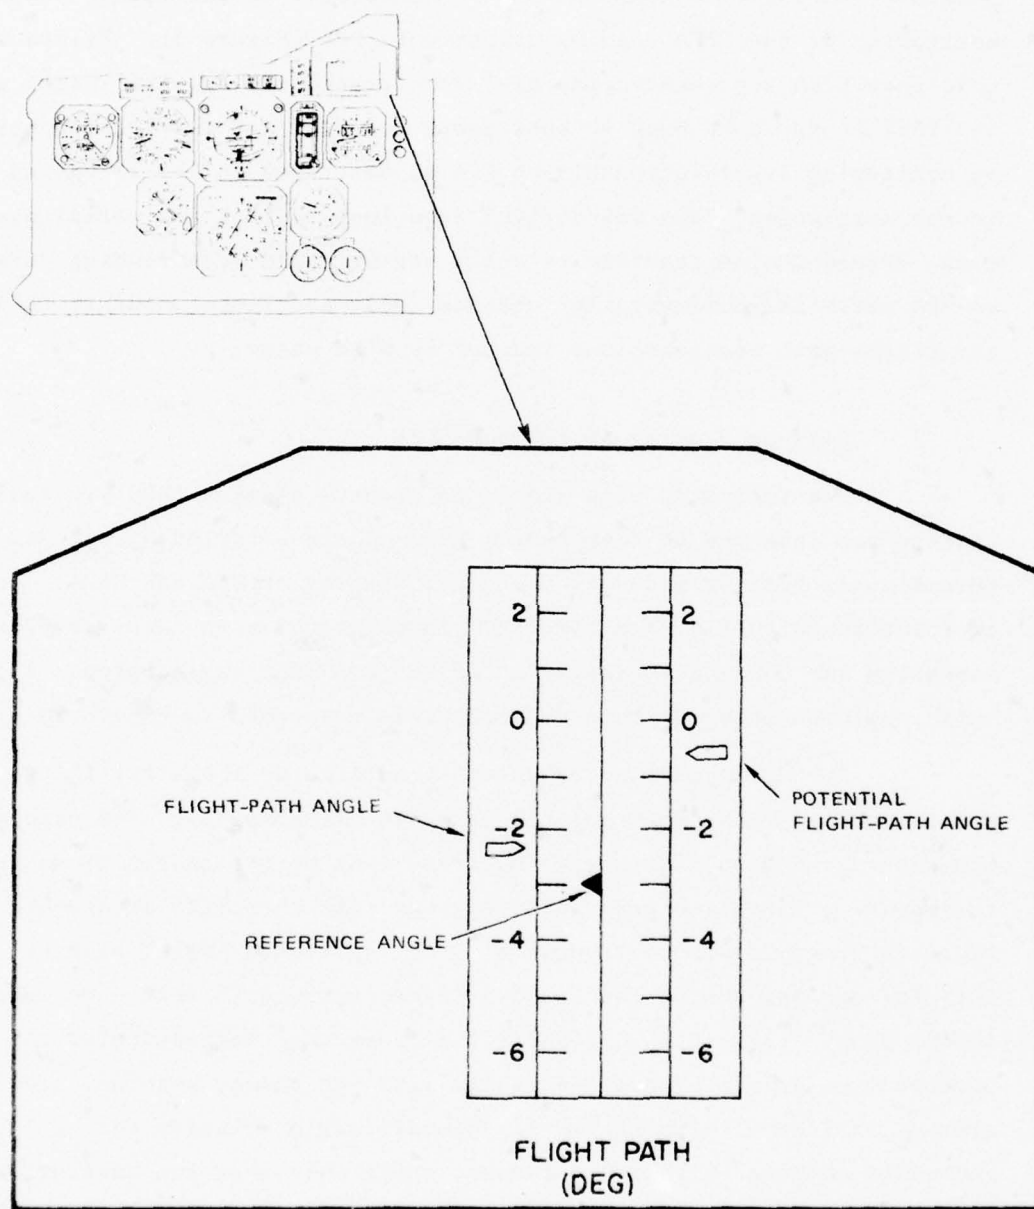 2 2
0 0
FLIGHT-PATH ANGLE
POTENTIAL
FLIGHT-PATH ANGLE
-2 -2
REFERENCE ANGLE
-4 -4
-6 -6
FLIGHT PATH
(DEG)